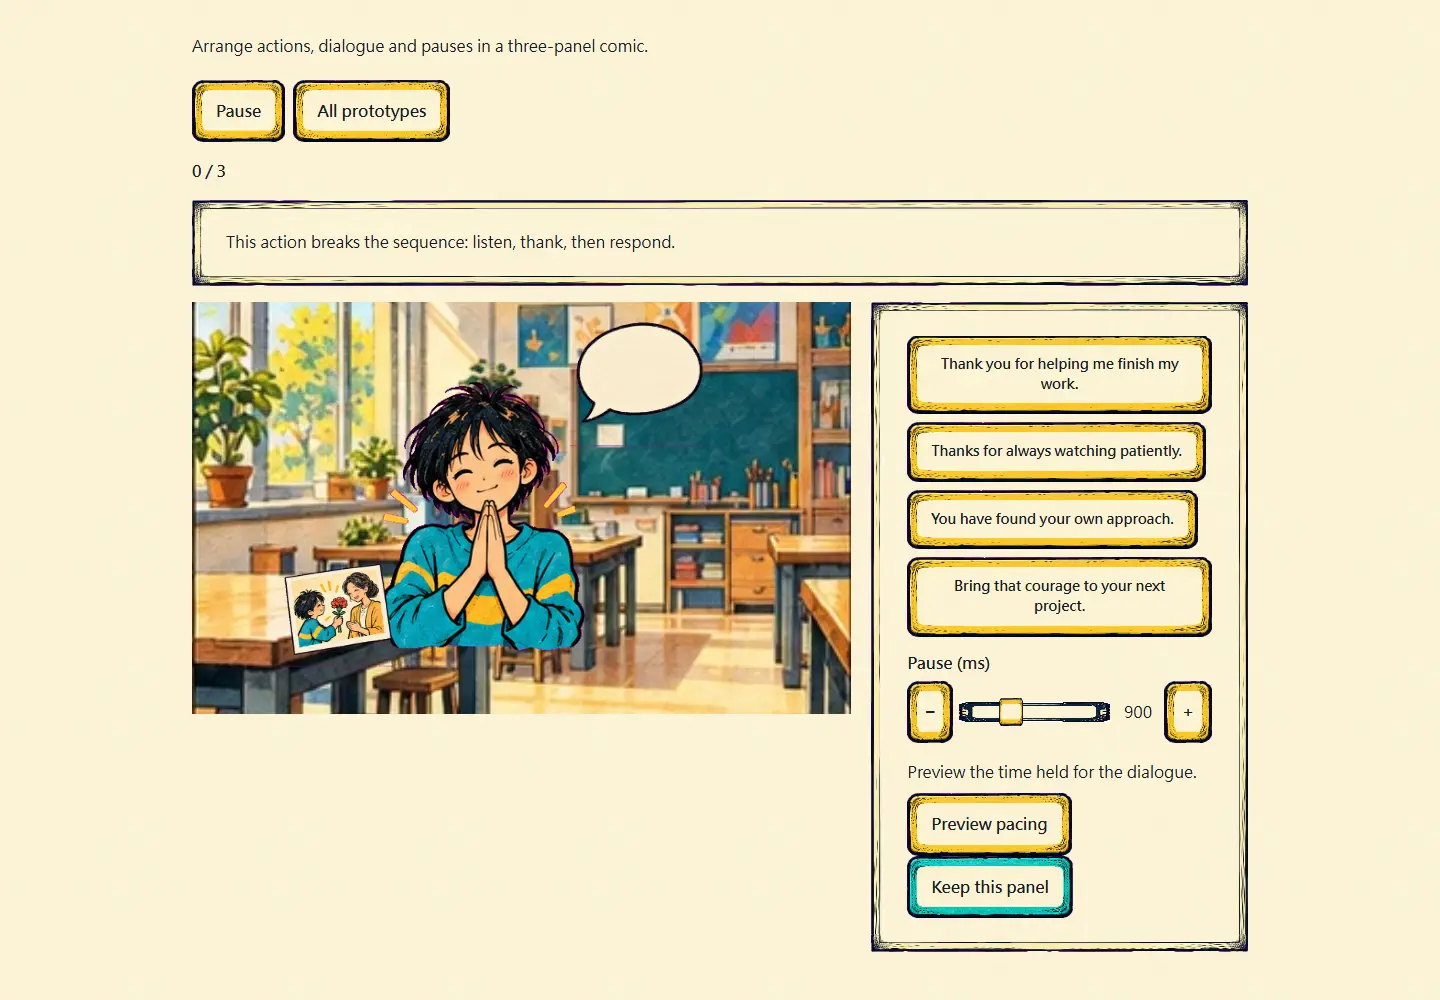 Arrange actions, dialogue and pauses in a three-panel comic.
Pause
All prototypes
0 / 3
This action breaks the sequence: listen, thank, then respond.
Thank you for helping me finish my
work.
Thanks for always watching patiently.
You have found your own approach.
Bring that courage to your next
project.
Pause (ms)
−
900
+
Preview the time held for the dialogue.
Preview pacing
Keep this panel